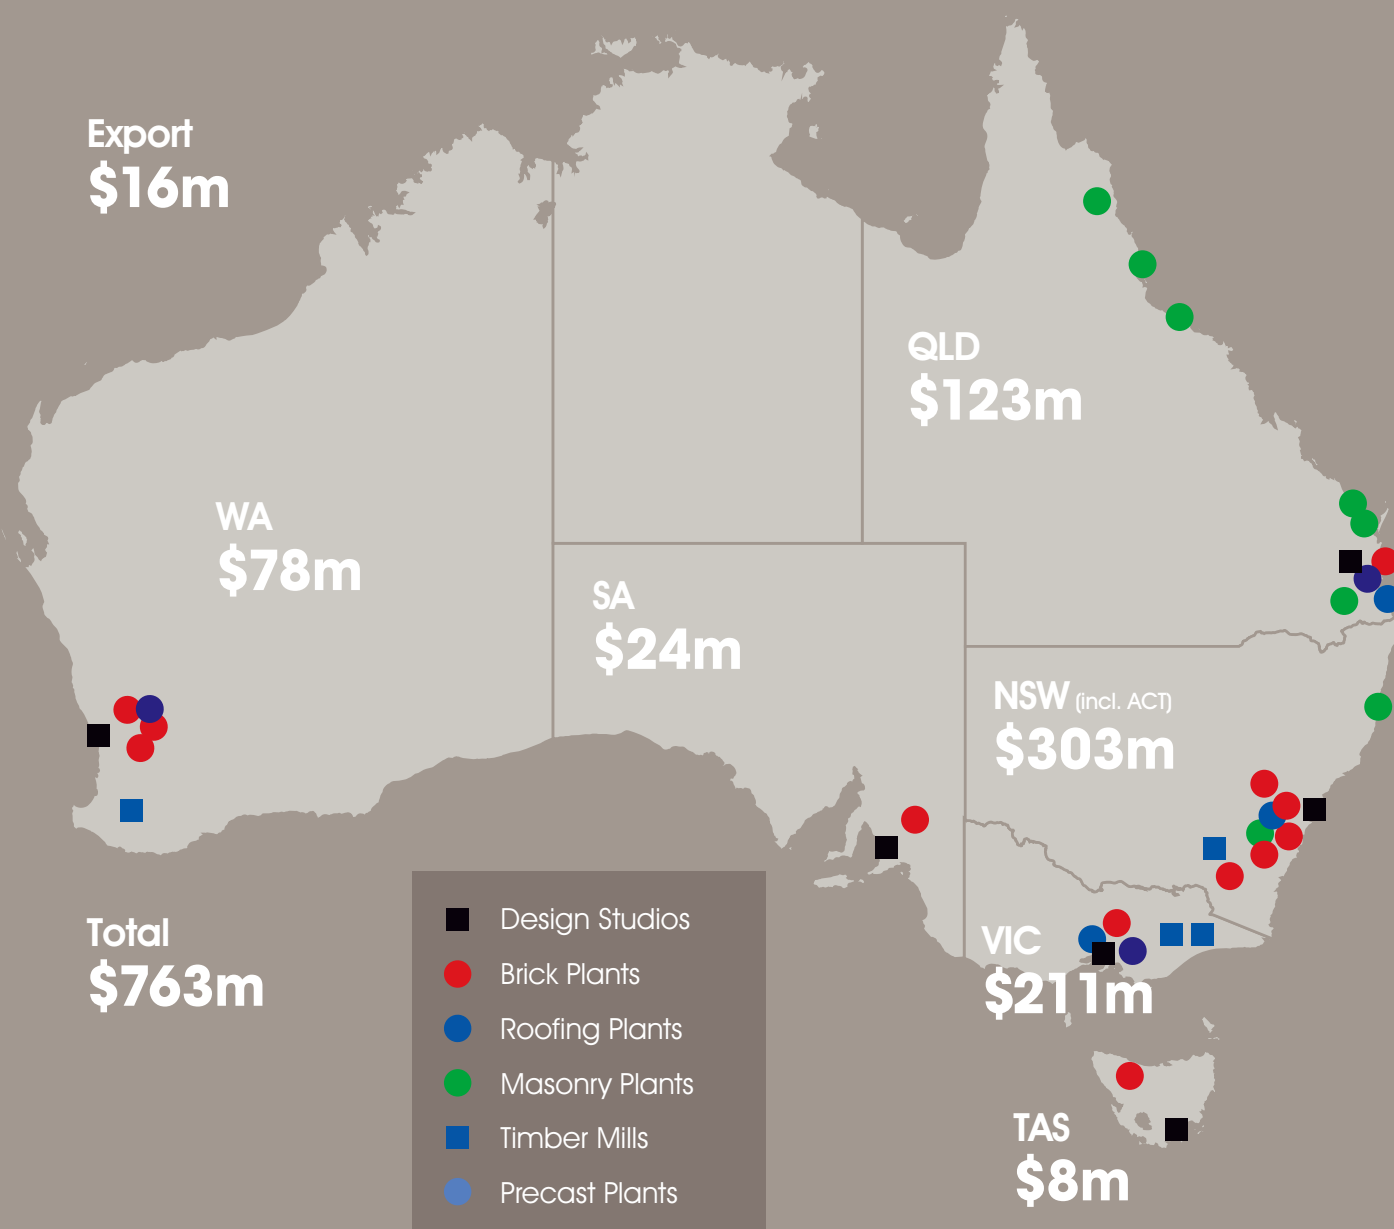 Export
$16m
QLD
$123m
WA
$78m
SA
$24m
NSW (incl. ACT)
$303m
Total
$763m
VIC
$211m
TAS
$8m
Design Studios
Brick Plants
Roofing Plants
Masonry Plants
Timber Mills
Precast Plants